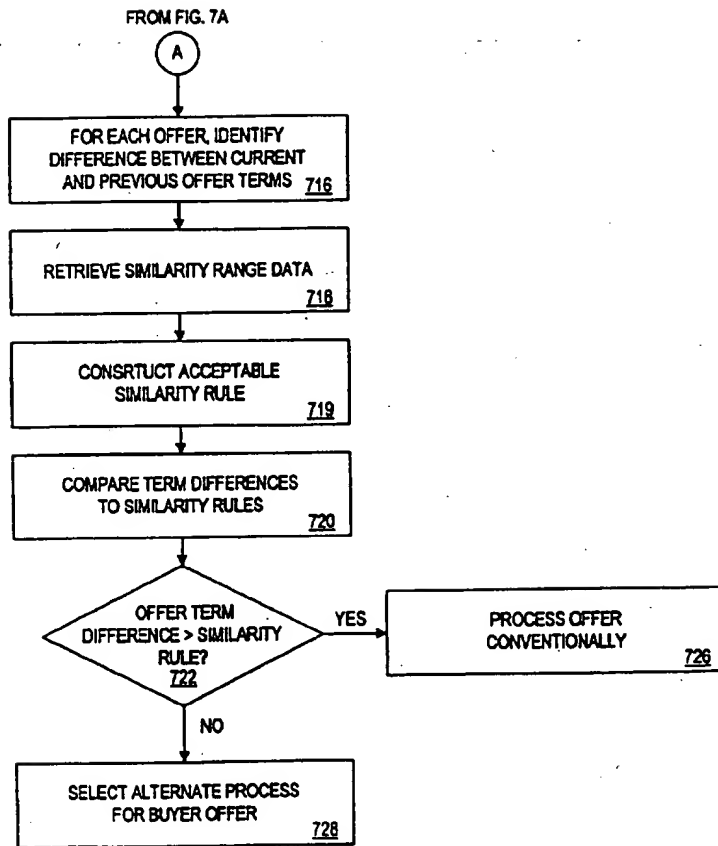 FROM FIG. 7A
A
FOR EACH OFFER, IDENTIFY
DIFFERENCE BETWEEN CURRENT
AND PREVIOUS OFFER TERMS
716
RETRIEVE SIMILARITY RANGE DATA
718
CONSRTUCT ACCEPTABLE
SIMILARITY RULE
719
COMPARE TERM DIFFERENCES
TO SIMILARITY RULES
720
OFFER TERM
DIFFERENCE > SIMILARITY
RULE?
722
YES
PROCESS OFFER
CONVENTIONALLY
726
NO
SELECT ALTERNATE PROCESS
FOR BUYER OFFER
728